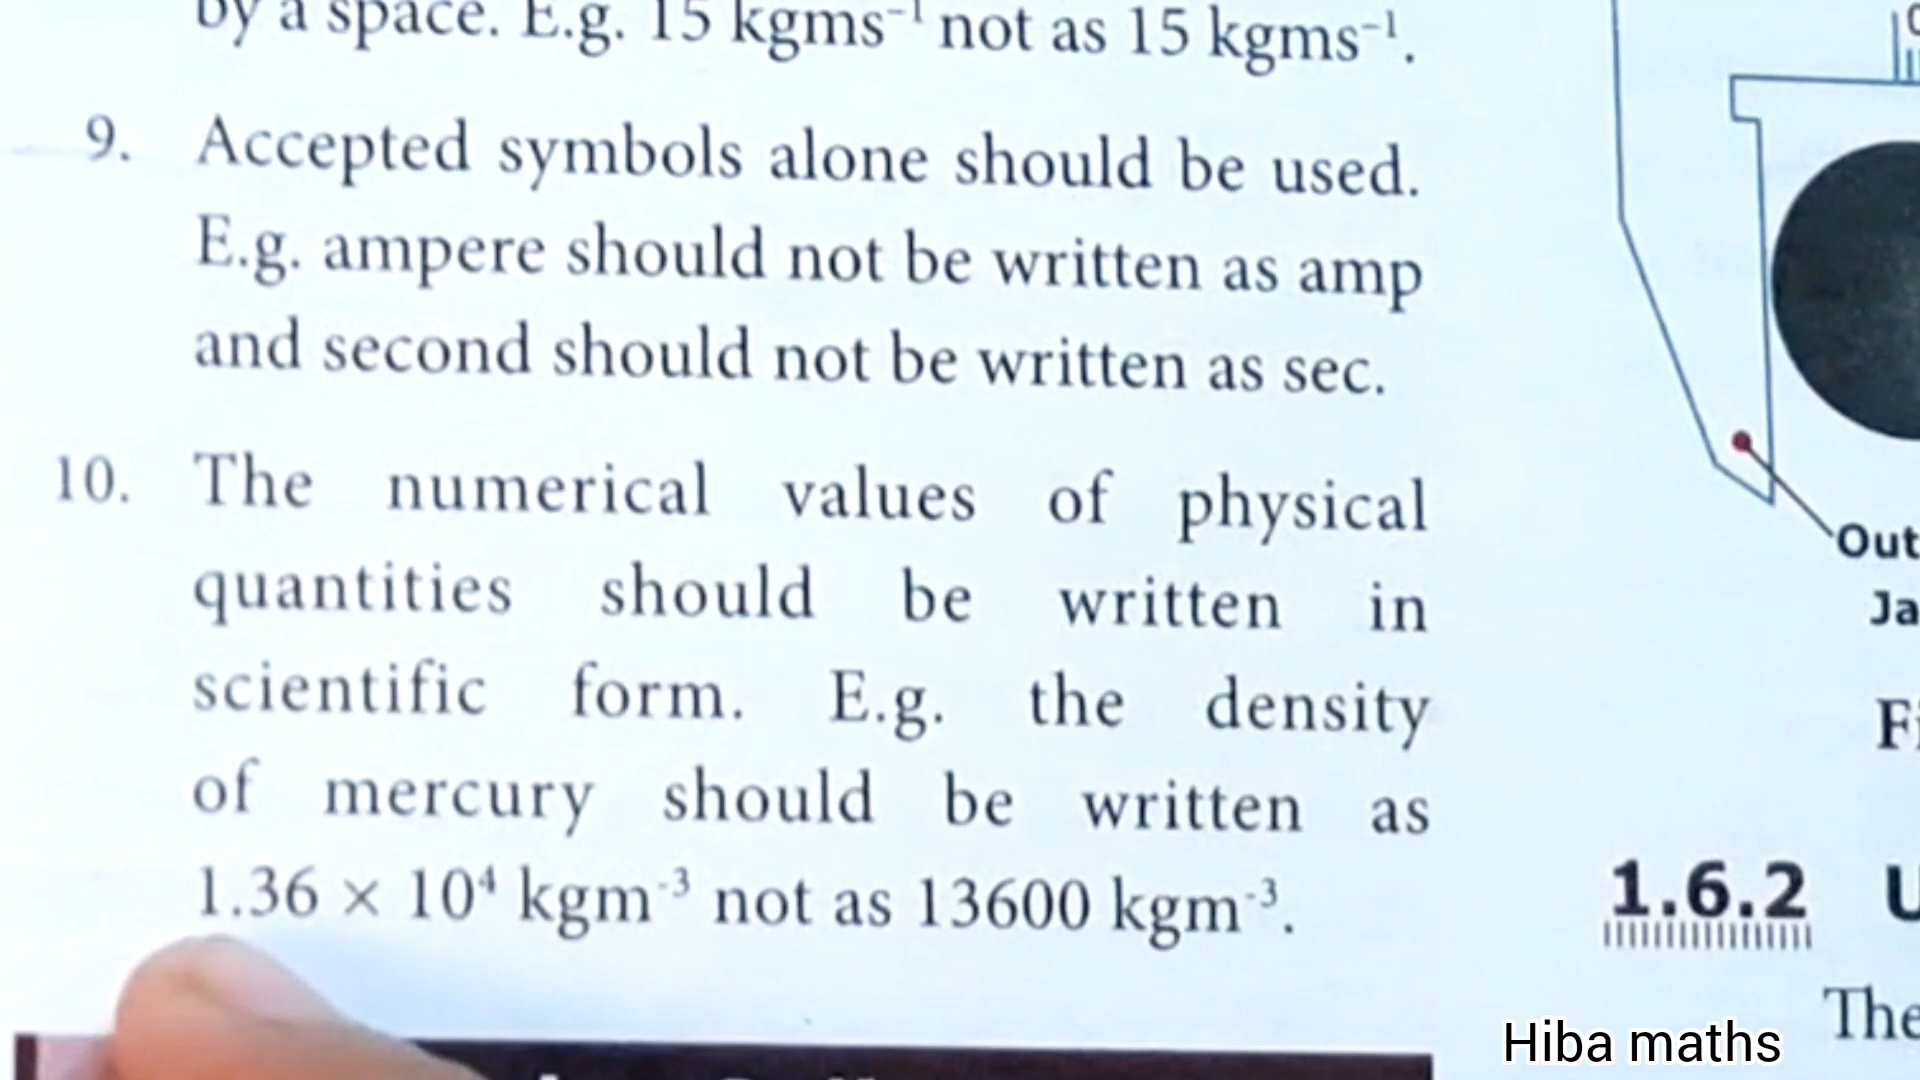 by a space. E.g. 15 kgms⁻¹ not as 15 kgms⁻¹.
9. Accepted symbols alone should be used.
E.g. ampere should not be written as amp
and second should not be written as sec.
10. The numerical values of physical
quantities should be written in
scientific form. E.g. the density
of mercury should be written as
1.36 × 10⁴ kgm⁻³ not as 13600 kgm⁻³.
Out
Ja
Fi
1.6.2 U
The
Hiba maths